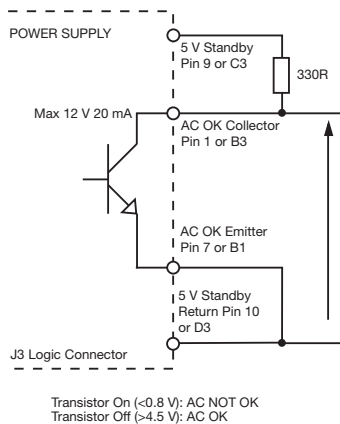 POWER SUPPLY
5 V Standby
Pin 9 or C3
330R
Max 12 V 20 mA
AC OK Collector
Pin 1 or B3
AC OK Emitter
Pin 7 or B1
5 V Standby
Return Pin 10
or D3
J3 Logic Connector
Transistor On (<0.8 V): AC NOT OK
Transistor Off (>4.5 V): AC OK